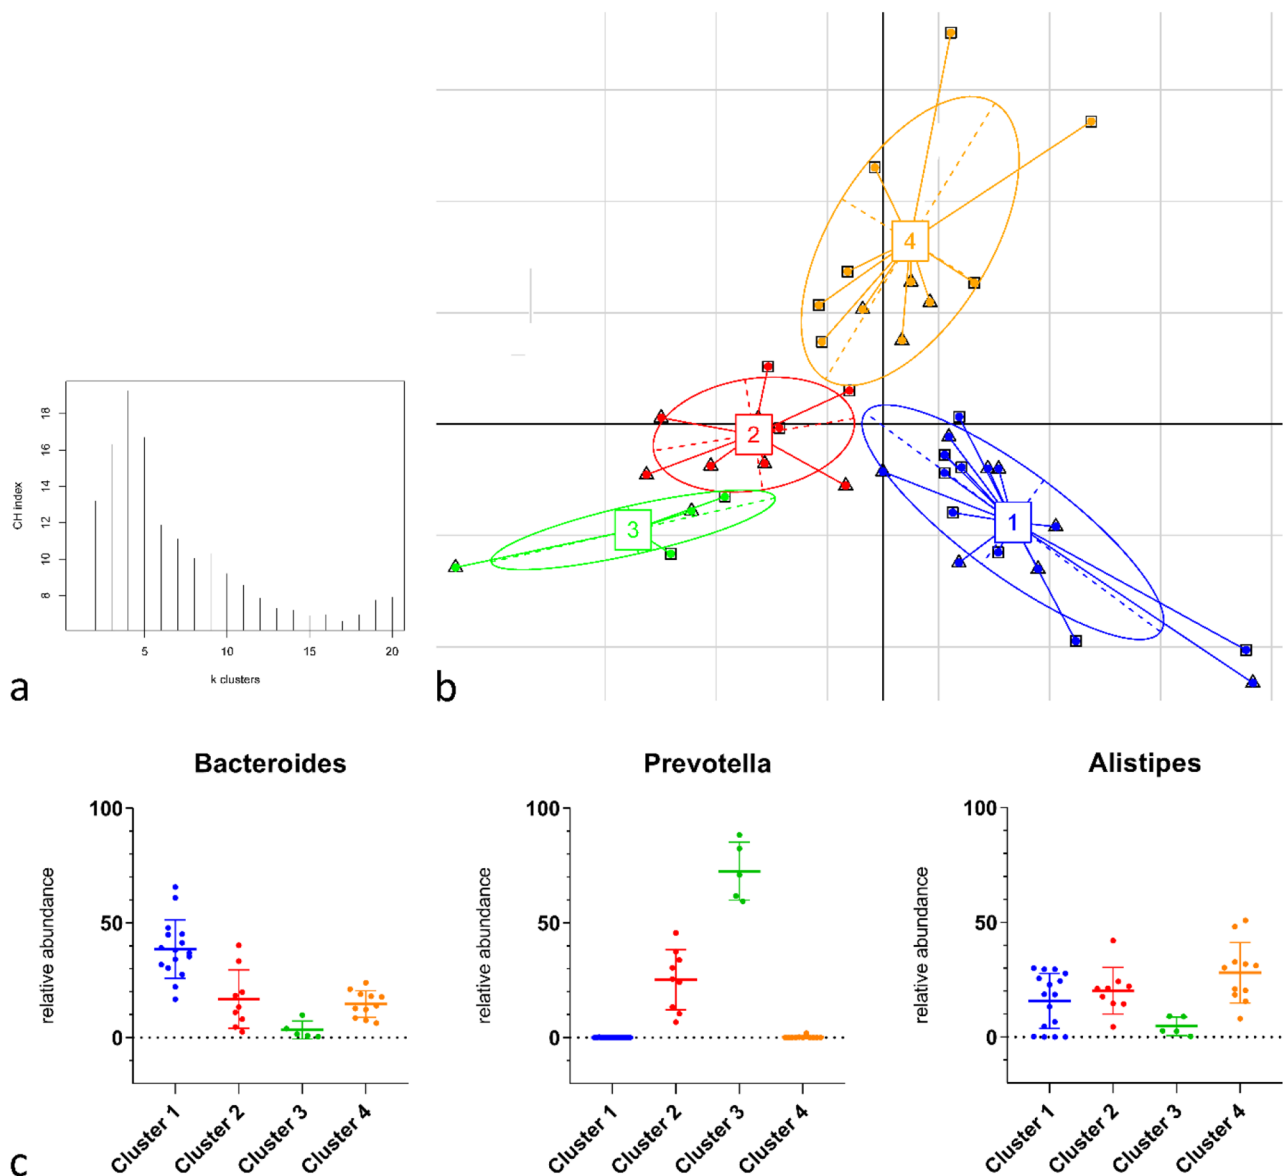 18
16
14
12
10
8
CH index
5
10
15
20
k clusters
a
4
2
3
1
b
Bacteroides
Prevotella
Alistipes
relative abundance
100
50
0
Cluster 1
Cluster 2
Cluster 3
Cluster 4
relative abundance
100
50
0
Cluster 1
Cluster 2
Cluster 3
Cluster 4
relative abundance
100
50
0
Cluster 1
Cluster 2
Cluster 3
Cluster 4
c